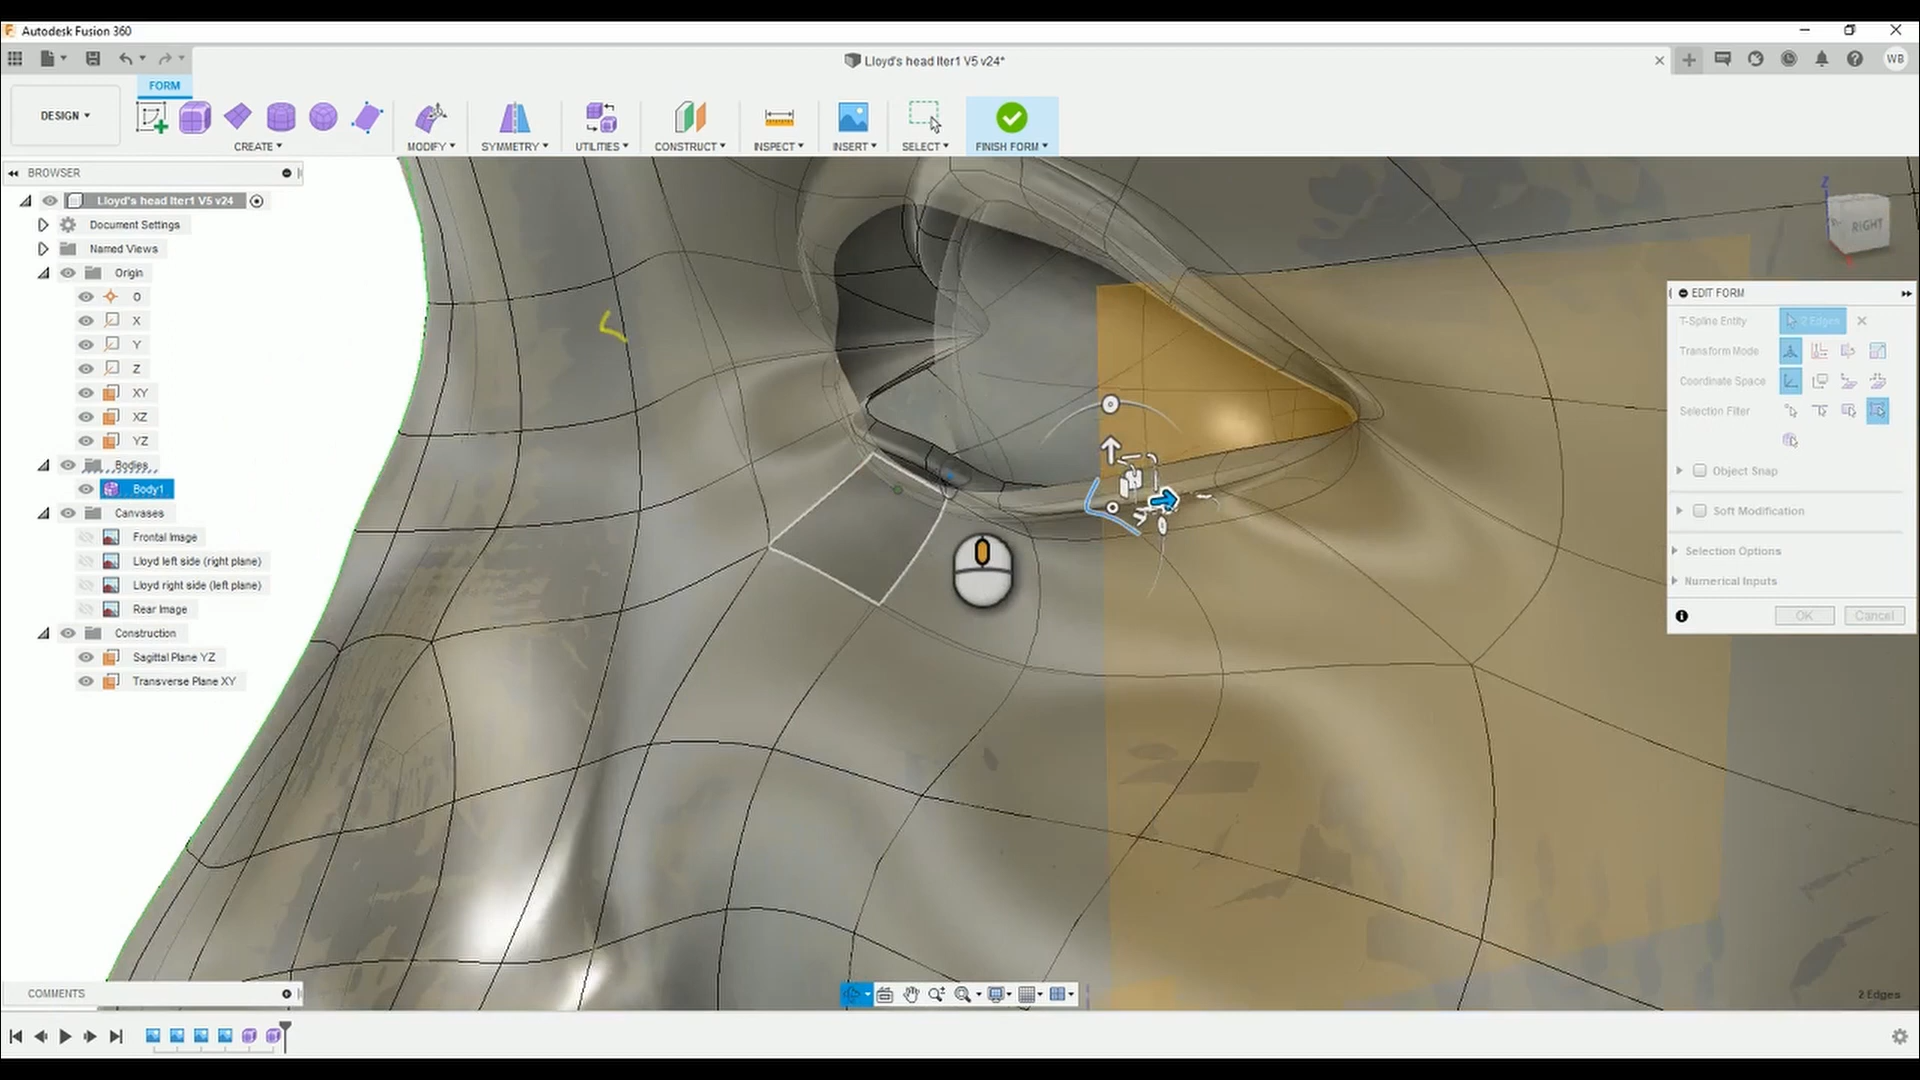 Autodesk Fusion 360
Lloyd's head Iter1 V5 v24*
WB
FORM
DESIGN
CREATE
MODIFY
SYMMETRY
UTILITIES
CONSTRUCT
INSPECT
INSERT
SELECT
FINISH FORM
BROWSER
Lloyd's head Iter1 V5 v24
Document Settings
Named Views
Origin
O
X
Y
Z
XY
XZ
YZ
Bodies
Body1
Canvases
Frontal Image
Lloyd left side (right plane)
Lloyd right side (left plane)
Rear Image
Construction
Sagittal Plane YZ
Transverse Plane XY
Z
RIGHT
EDIT FORM
T-Spline Entity
2 Edges
Transform Mode
Coordinate Space
Selection Filter
Object Snap
Soft Modification
Selection Options
Numerical Inputs
OK
Cancel
COMMENTS
2 Edges